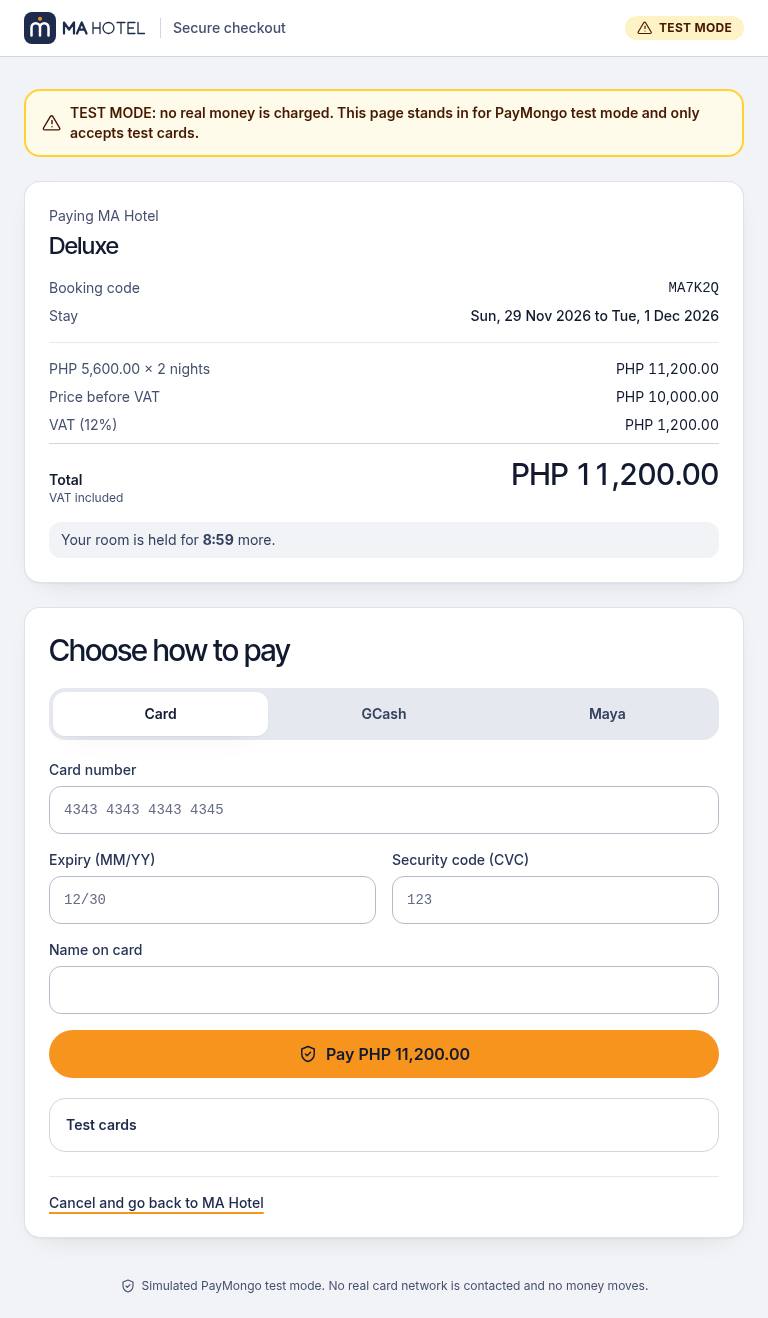 MA HOTEL
Secure checkout
TEST MODE
TEST MODE: no real money is charged. This page stands in for PayMongo test mode and only
accepts test cards.
Paying MA Hotel
Deluxe
Booking code MA7K2Q
Stay Sun, 29 Nov 2026 to Tue, 1 Dec 2026
PHP 5,600.00 × 2 nights PHP 11,200.00
Price before VAT PHP 10,000.00
VAT (12%) PHP 1,200.00
Total PHP 11,200.00
VAT included
Your room is held for 8:59 more.
Choose how to pay
Card GCash Maya
Card number
4343 4343 4343 4345
Expiry (MM/YY) Security code (CVC)
12/30 123
Name on card
Pay PHP 11,200.00
Test cards
Cancel and go back to MA Hotel
Simulated PayMongo test mode. No real card network is contacted and no money moves.